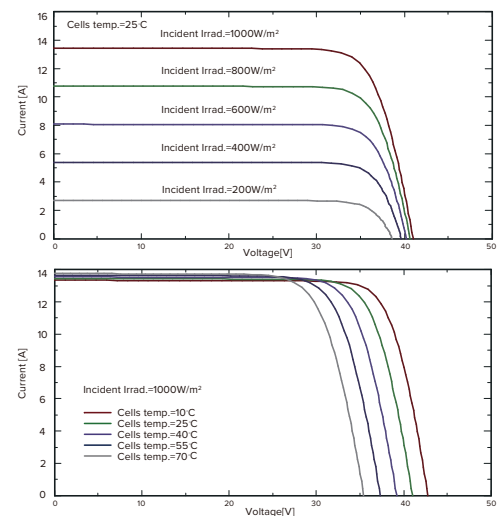 16
14
12
10
8
6
4
2
0
Current [A]
Cells temp.=25°C
Incident Irrad.=1000W/m²
Incident Irrad.=800W/m²
Incident Irrad.=600W/m²
Incident Irrad.=400W/m²
Incident Irrad.=200W/m²
0 10 20 30 40 50
Voltage[V]
14
12
10
8
6
4
2
0
Current [A]
Incident Irrad.=1000W/m²
Cells temp.=10°C
Cells temp.=25°C
Cells temp.=40°C
Cells temp.=55°C
Cells temp.=70°C
0 10 20 30 40 50
Voltage[V]